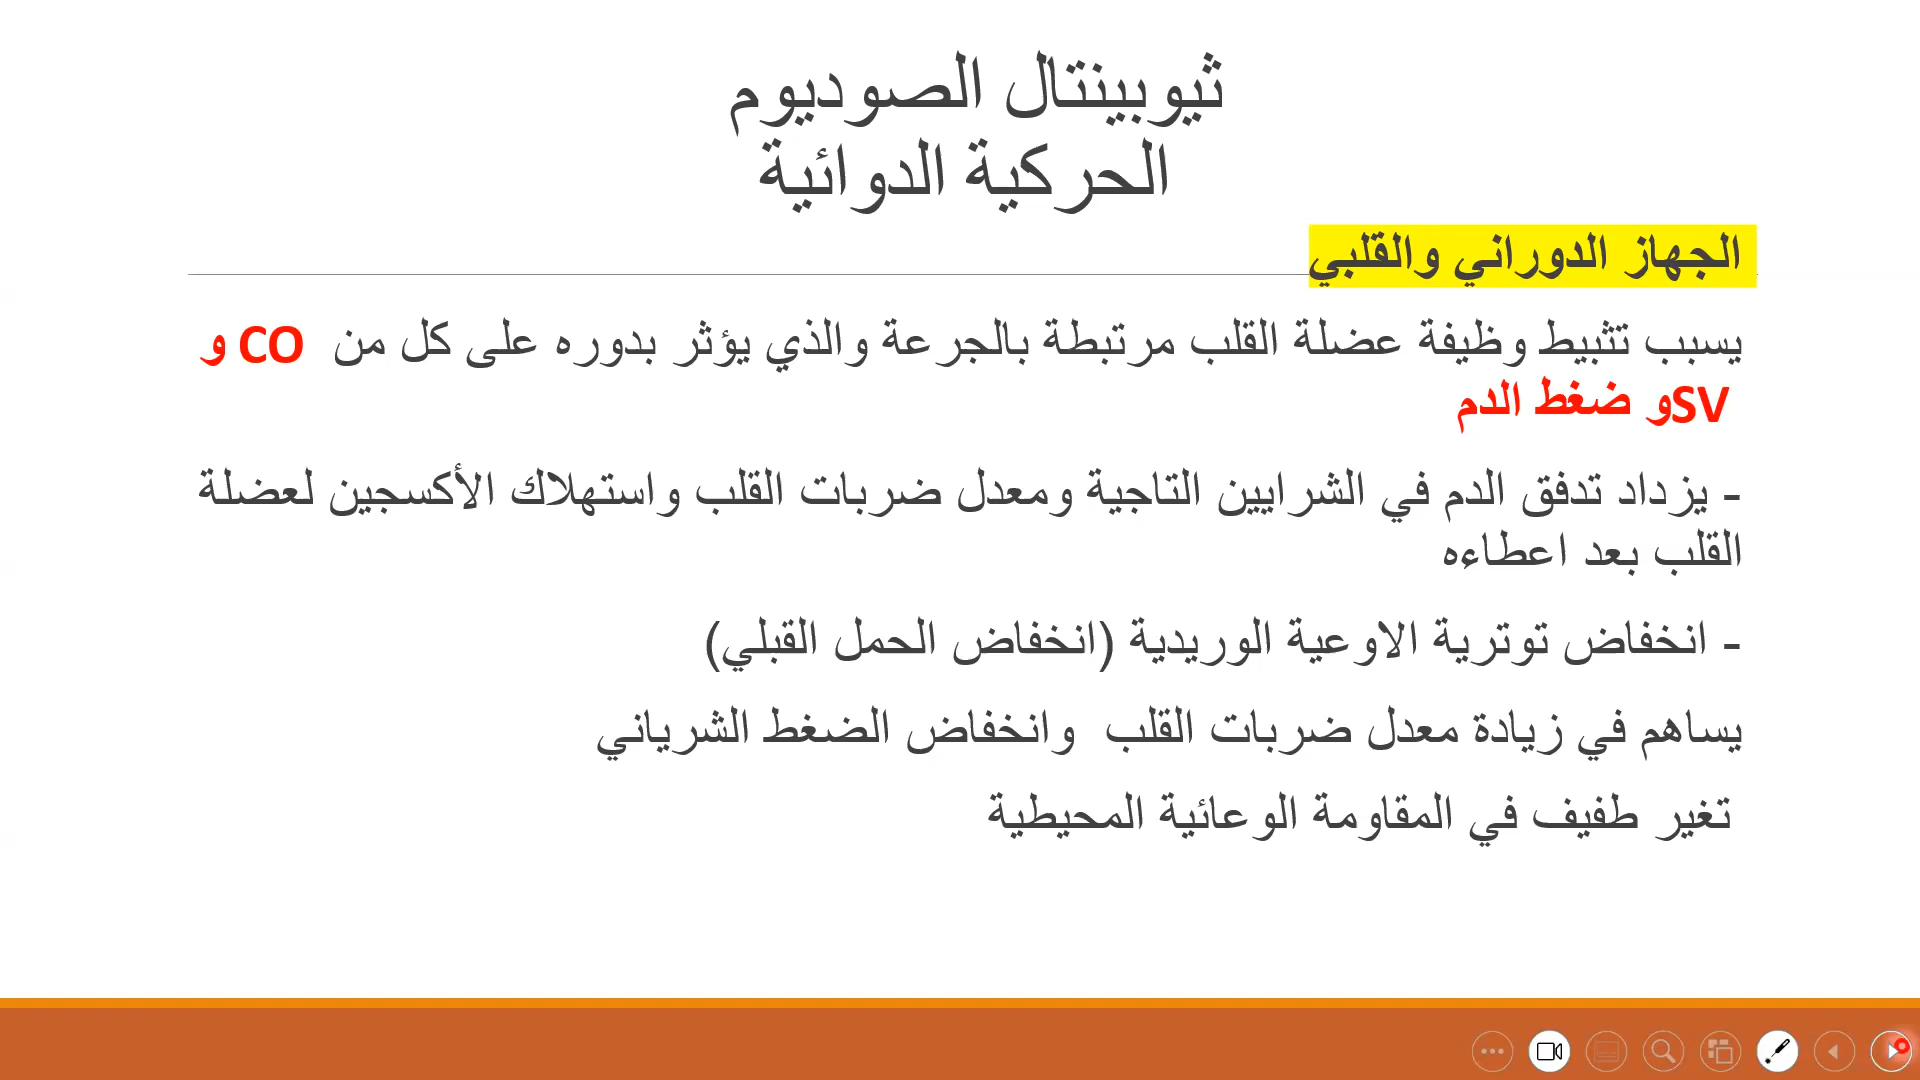 ثيوبينتال الصوديوم
الحركية الدوائية
الجهاز الدوراني والقلبي
يسبب تثبيط وظيفة عضلة القلب مرتبطة بالجرعة والذي يؤثر بدوره على كل من CO و
SVو ضغط الدم
- يزداد تدفق الدم في الشرايين التاجية ومعدل ضربات القلب واستهلاك الأكسجين لعضلة
القلب بعد اعطاءه
- انخفاض توترية الاوعية الوريدية (انخفاض الحمل القبلي)
يساهم في زيادة معدل ضربات القلب وانخفاض الضغط الشرياني
تغير طفيف في المقاومة الوعائية المحيطية